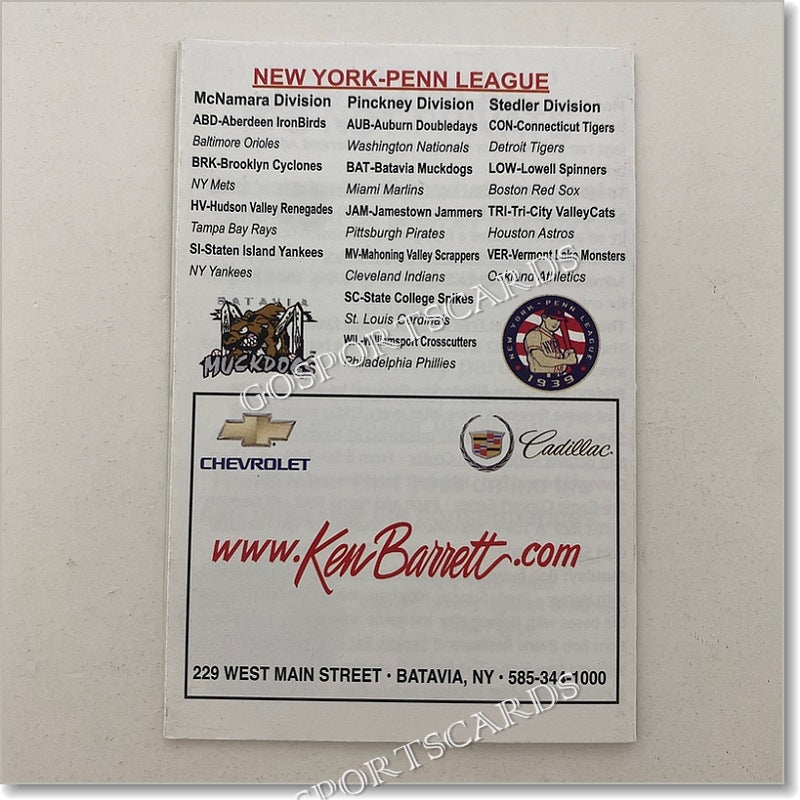 NEW YORK-PENN LEAGUE
McNamara Division
ABD-Aberdeen IronBirds
Baltimore Orioles
BRK-Brooklyn Cyclones
NY Mets
HV-Hudson Valley Renegades
Tampa Bay Rays
SI-Staten Island Yankees
NY Yankees
Pinckney Division
AUB-Auburn Doubledays
Washington Nationals
BAT-Batavia Muckdogs
Miami Marlins
JAM-Jamestown Jammers
Pittsburgh Pirates
MV-Mahoning Valley Scrappers
Cleveland Indians
SC-State College Spikes
St. Louis Cardinals
WIL-Williamsport Crosscutters
Philadelphia Phillies
Stedler Division
CON-Connecticut Tigers
Detroit Tigers
LOW-Lowell Spinners
Boston Red Sox
TRI-Tri-City ValleyCats
Houston Astros
VER-Vermont Lake Monsters
Oakland Athletics
BATAVIA
MUCKDOGS
NEW YORK - PENN LEAGUE
1939
CHEVROLET
Cadillac
www.KenBarrett.com
229 WEST MAIN STREET • BATAVIA, NY • 585-344-1000
GOSPORTSCARDS
GOSPORTSCARDS